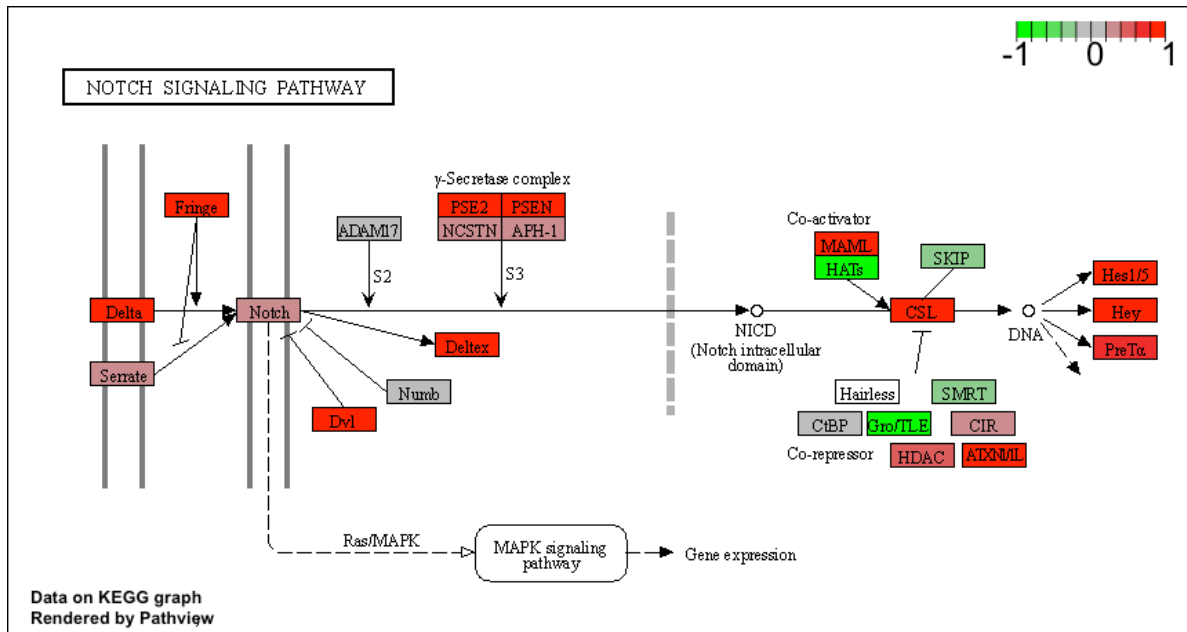 -1 0 1
NOTCH SIGNALING PATHWAY
γ-Secretase complex
Fringe
PSE2 PSEN
NCSTN APH-1
ADAM17
Co-activator
MAML
HATs
SKIP
S2
S3
Delta
Notch
NICD
(Notch intracellular
domain)
CSL
DNA
Hes1/5
Hey
PreTα
Serrate
Deltex
Numb
Dvl
Hairless
SMRT
CtBP
Gro/TLE
CIR
Co-repressor
HDAC
Ras/MAPK
MAPK signaling
pathway
Gene expression
Data on KEGG graph
Rendered by Pathview